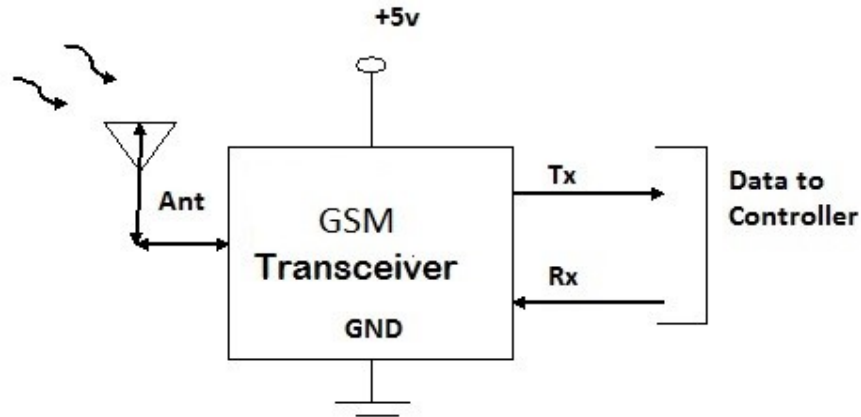 +5v
Ant
GSM
Transceiver
GND
Tx
Rx
Data to
Controller